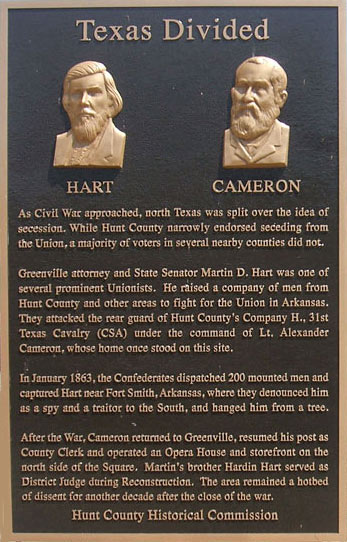 Texas Divided
HART CAMERON
As Civil War approached, north Texas was split over the idea of
secession. While Hunt County narrowly endorsed seceding from
the Union, a majority of voters in several nearby counties did not.
Greenville attorney and State Senator Martin D. Hart was one of
several prominent Unionists. He raised a company of men from
Hunt County and other areas to fight for the Union in Arkansas.
They attacked the rear guard of Hunt County's Company H., 31st
Texas Cavalry (CSA) under the command of Lt. Alexander
Cameron, whose home once stood on this site.
In January 1863, the Confederates dispatched 200 mounted men and
captured Hart near Fort Smith, Arkansas, where they denounced him
as a spy and a traitor to the South, and hanged him from a tree.
After the War, Cameron returned to Greenville, resumed his post as
County Clerk and operated an Opera House and storefront on the
north side of the Square. Martin's brother Hardin Hart served as
District Judge during Reconstruction. The area remained a hotbed
of dissent for another decade after the close of the war.
Hunt County Historical Commission